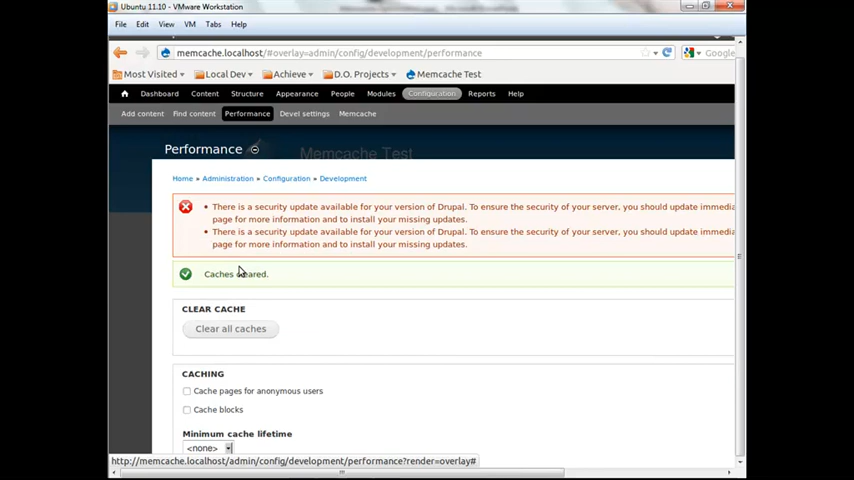 Ubuntu 11.10 - VMware Workstation
File Edit View VM Tabs Help
memcache.localhost/#overlay=admin/config/development/performance
Google
Most Visited Local Dev Achieve D.O. Projects Memcache Test
Dashboard Content Structure Appearance People Modules Configuration Reports Help
Add content Find content Performance Devel settings Memcache
Performance
Memcache Test
Home » Administration » Configuration » Development
There is a security update available for your version of Drupal. To ensure the security of your server, you should update immedia
page for more information and to install your missing updates.
There is a security update available for your version of Drupal. To ensure the security of your server, you should update immedia
page for more information and to install your missing updates.
Caches cleared.
CLEAR CACHE
Clear all caches
CACHING
Cache pages for anonymous users
Cache blocks
Minimum cache lifetime
<none>
http://memcache.localhost/admin/config/development/performance?render=overlay#